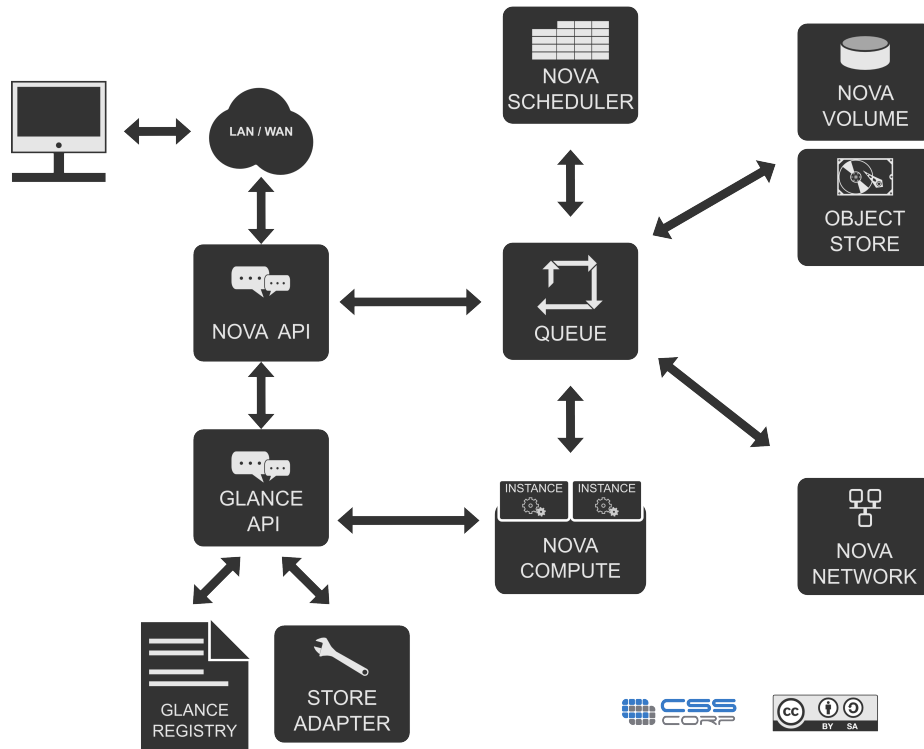 NOVA
SCHEDULER
NOVA
VOLUME
LAN / WAN
OBJECT
STORE
NOVA API
QUEUE
GLANCE
API
INSTANCE
INSTANCE
NOVA
COMPUTE
NOVA
NETWORK
GLANCE
REGISTRY
STORE
ADAPTER
CSS
CORP
cc
BY SA